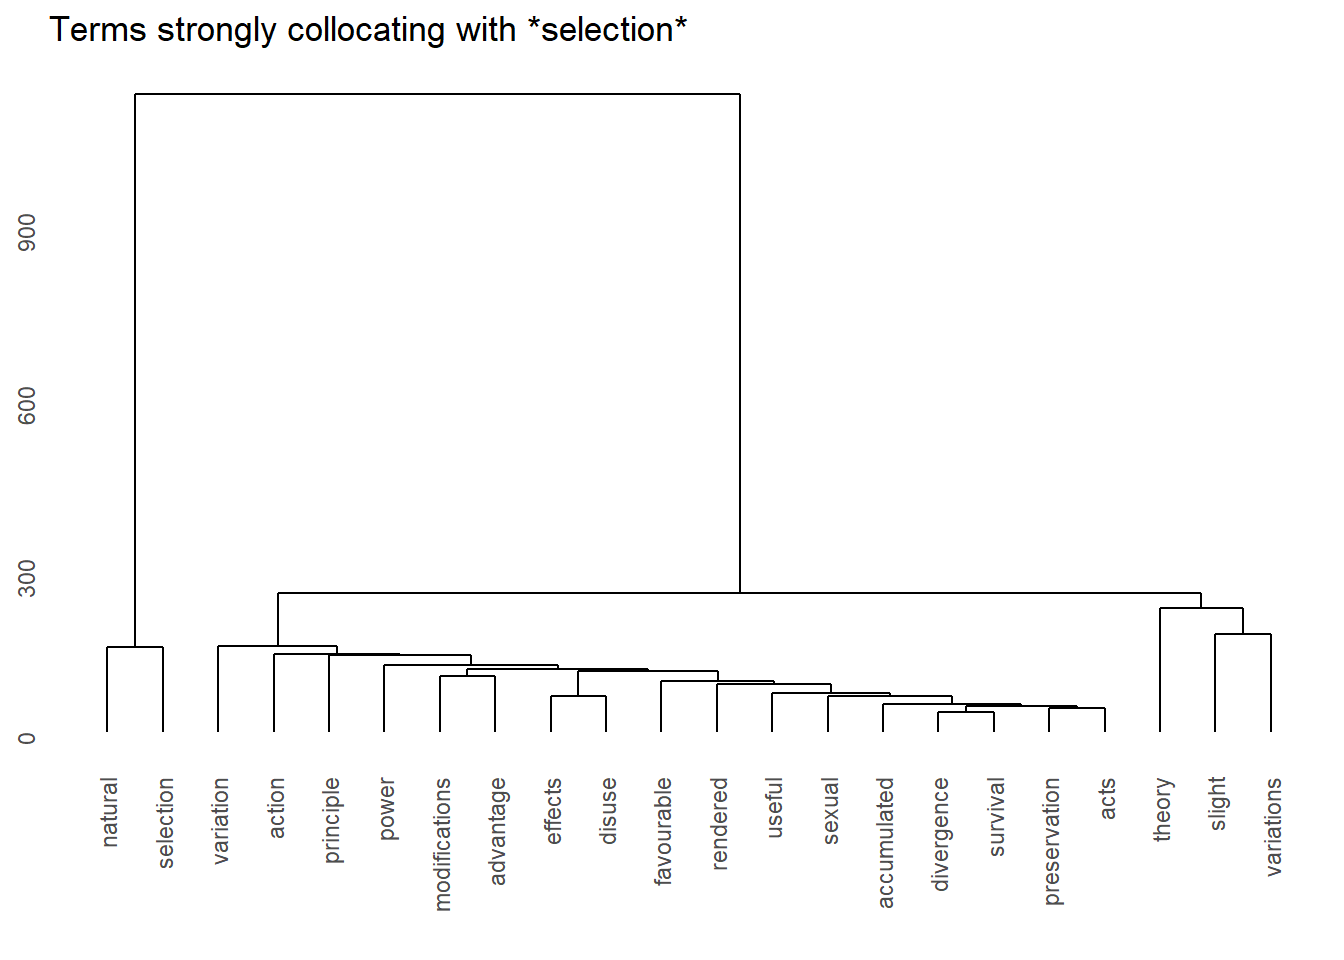 Terms strongly collocating with *selection*
900
600
300
0
natural
selection
variation
action
principle
power
modifications
advantage
effects
disuse
favourable
rendered
useful
sexual
accumulated
divergence
survival
preservation
acts
theory
slight
variations